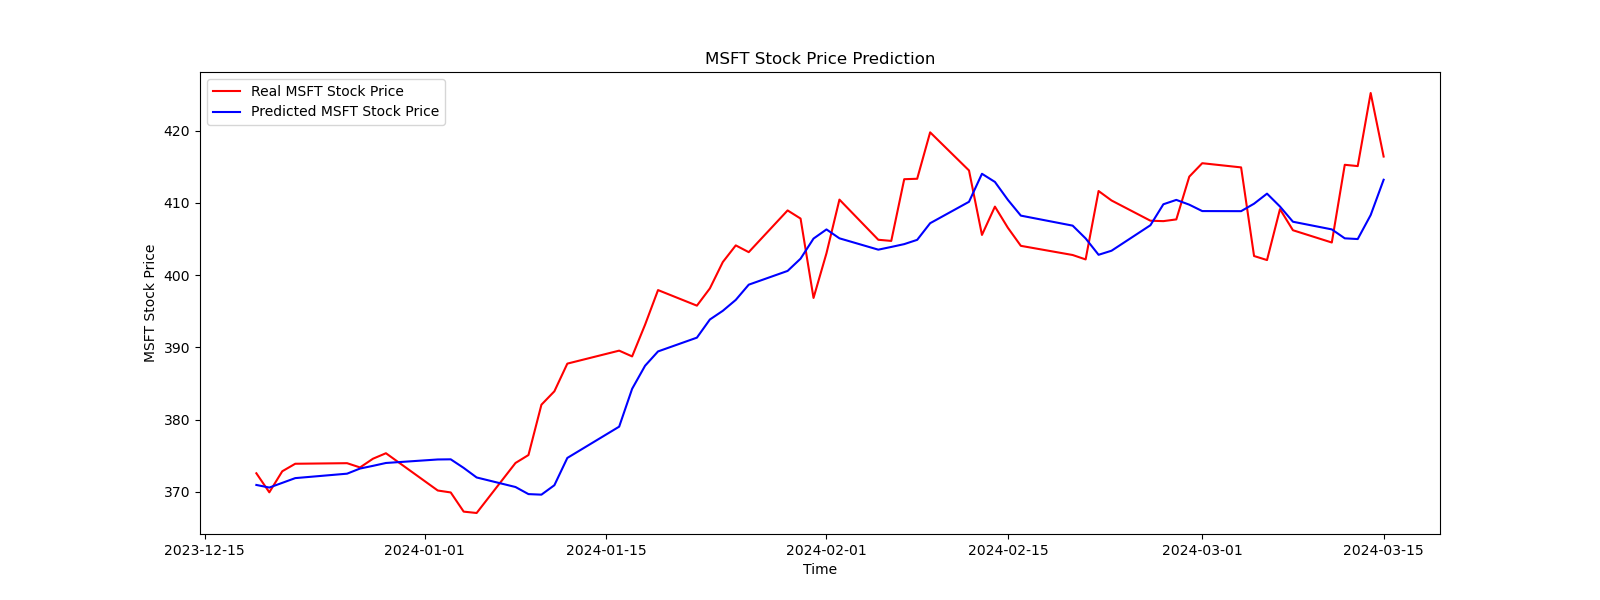 MSFT Stock Price Prediction
Real MSFT Stock Price
Predicted MSFT Stock Price
MSFT Stock Price
420
410
400
390
380
370
2023-12-15 2024-01-01 2024-01-15 2024-02-01 2024-02-15 2024-03-01 2024-03-15
Time